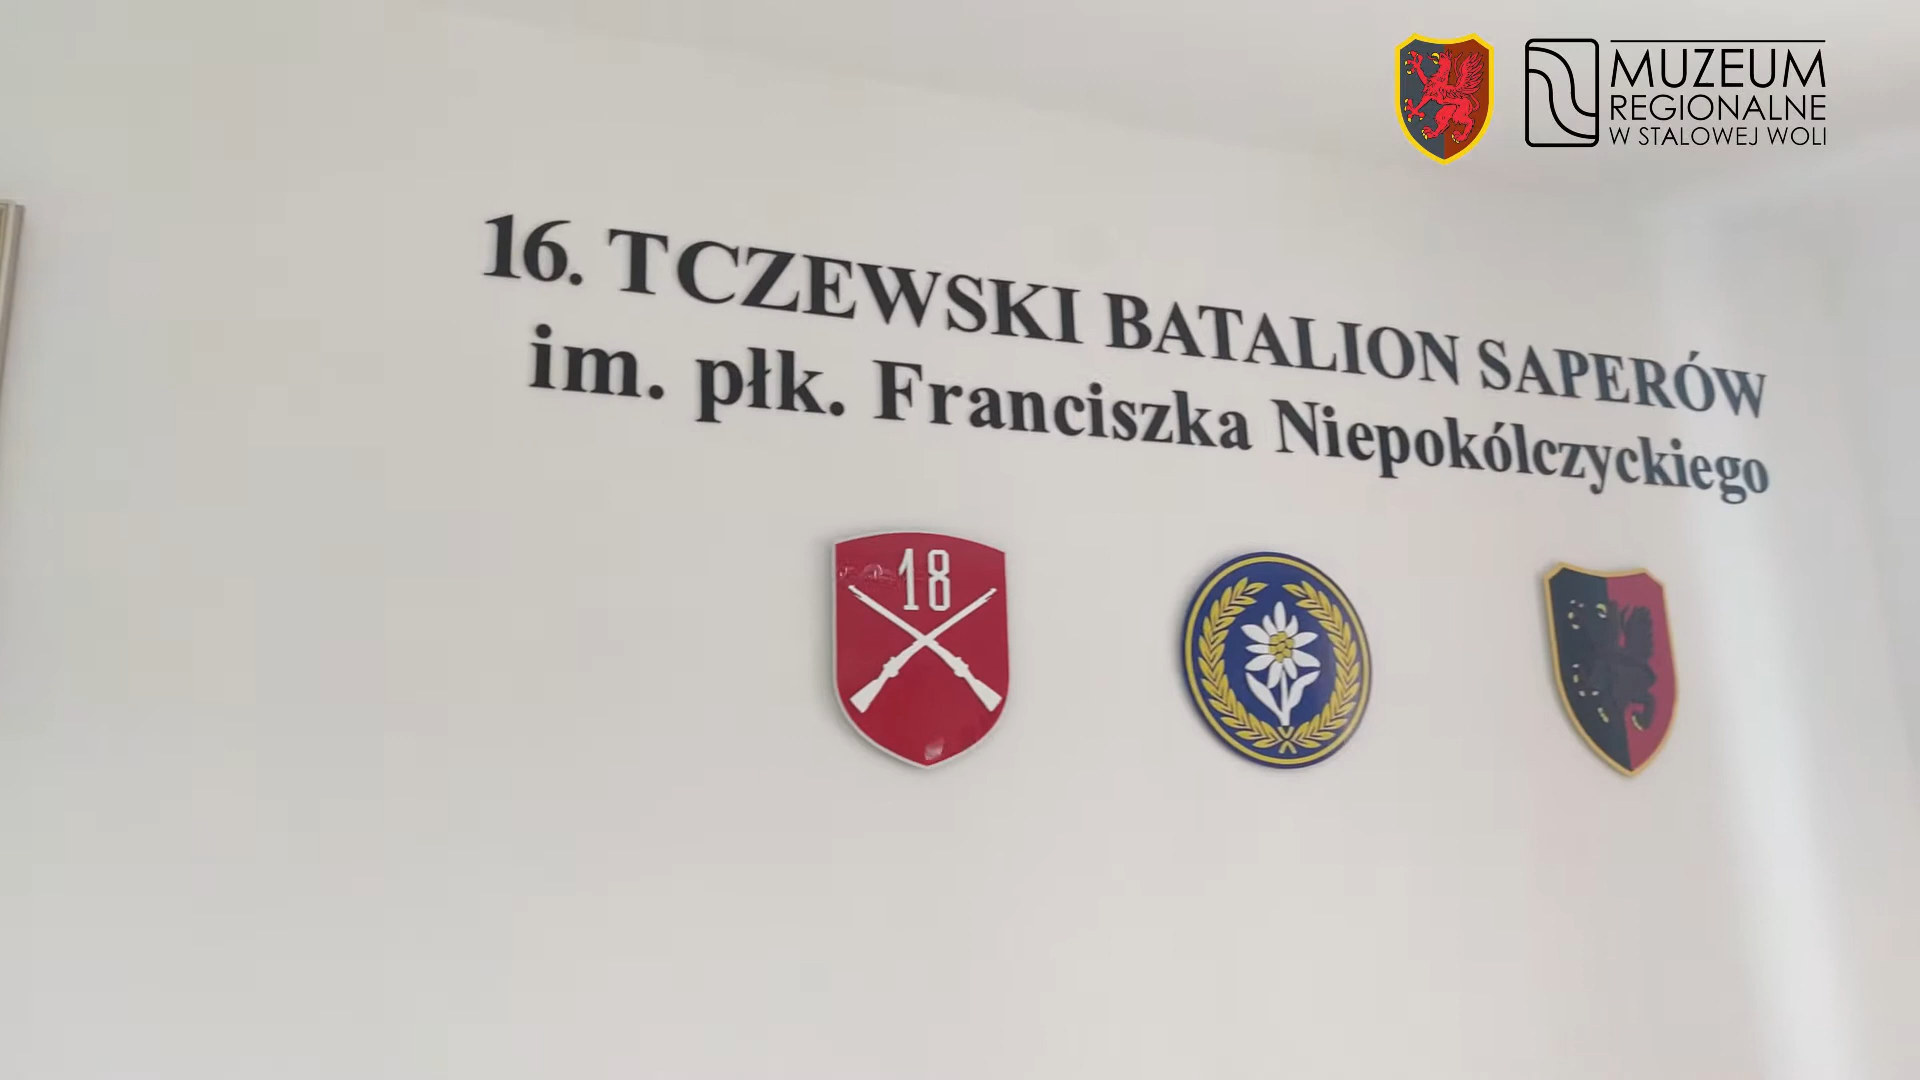 MUZEUM
REGIONALNE
W STALOWEJ WOLI
16. TCZEWSKI BATALION SAPERÓW
im. płk. Franciszka Niepokólczyckiego
18